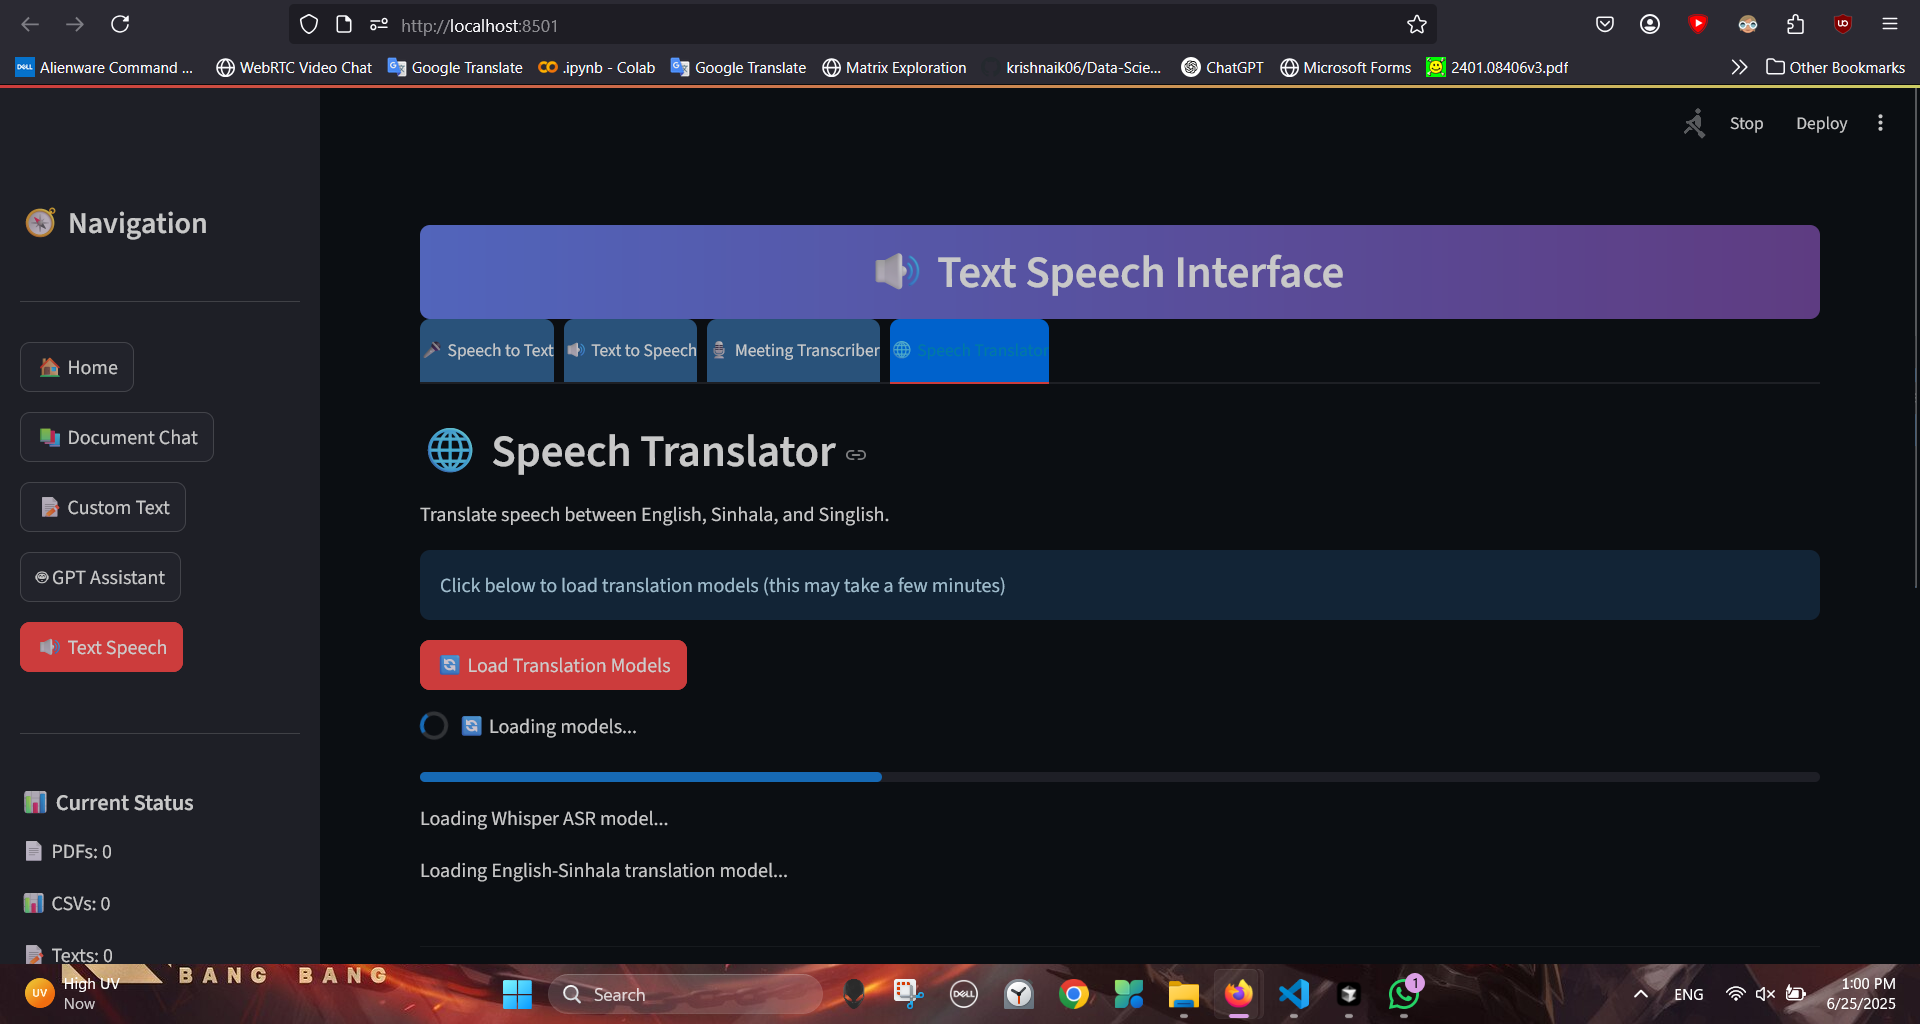 http://localhost:8501
Alienware Command ...
WebRTC Video Chat
Google Translate
.ipynb - Colab
Google Translate
Matrix Exploration
krishnaik06/Data-Scie...
ChatGPT
Microsoft Forms
2401.08406v3.pdf
Other Bookmarks
Stop
Deploy
Navigation
Home
Document Chat
Custom Text
GPT Assistant
Text Speech
Current Status
PDFs: 0
CSVs: 0
Texts: 0
Text Speech Interface
Speech to Text
Text to Speech
Meeting Transcriber
Speech Translator
Speech Translator
Translate speech between English, Sinhala, and Singlish.
Click below to load translation models (this may take a few minutes)
Load Translation Models
Loading models...
Loading Whisper ASR model...
Loading English-Sinhala translation model...
BANG BANG
UV
High UV
Now
Search
DELL
1
ENG
1:00 PM
6/25/2025